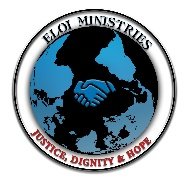 ELOI MINISTRIES
JUSTICE, DIGNITY & HOPE